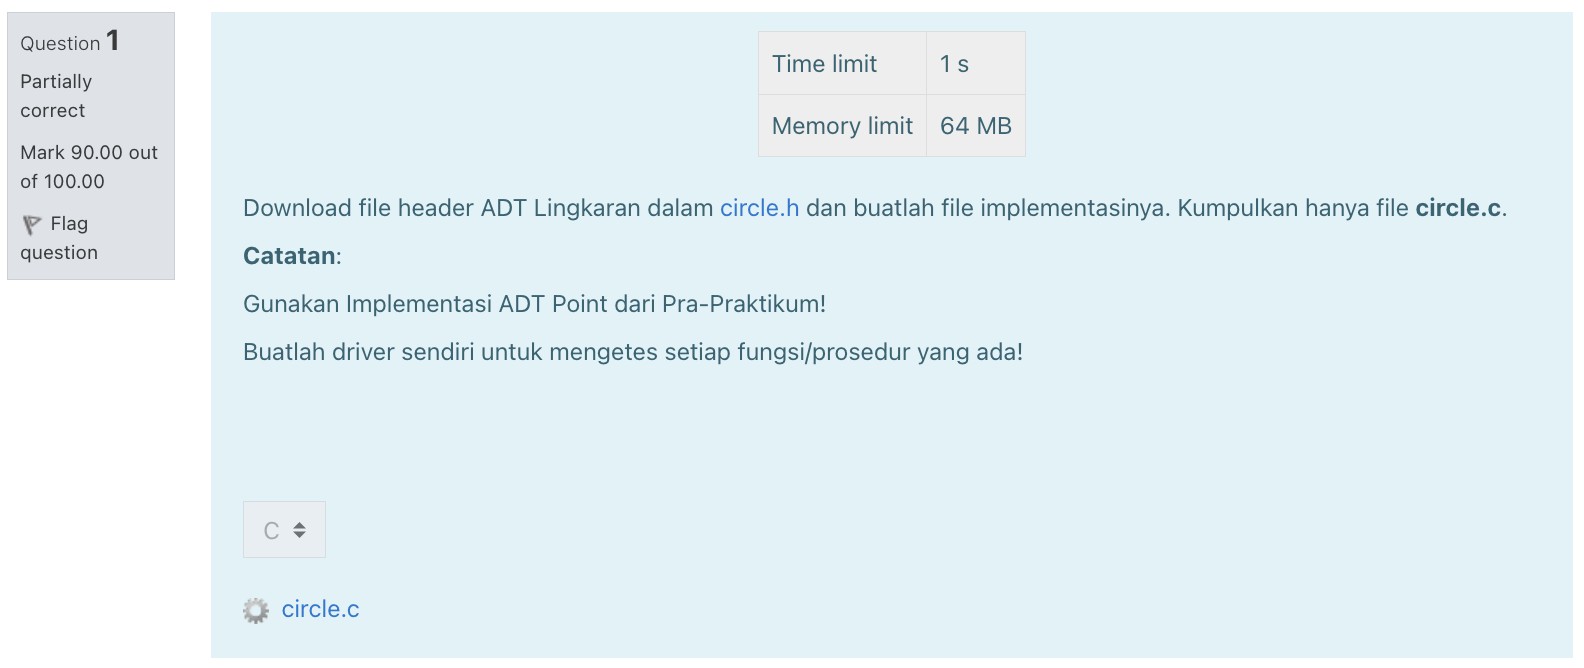 Question 1
Partially
correct
Mark 90.00 out
of 100.00
Flag
question
Time limit 1 s
Memory limit 64 MB
Download file header ADT Lingkaran dalam circle.h dan buatlah file implementasinya. Kumpulkan hanya file circle.c.
Catatan:
Gunakan Implementasi ADT Point dari Pra-Praktikum!
Buatlah driver sendiri untuk mengetes setiap fungsi/prosedur yang ada!
C
circle.c